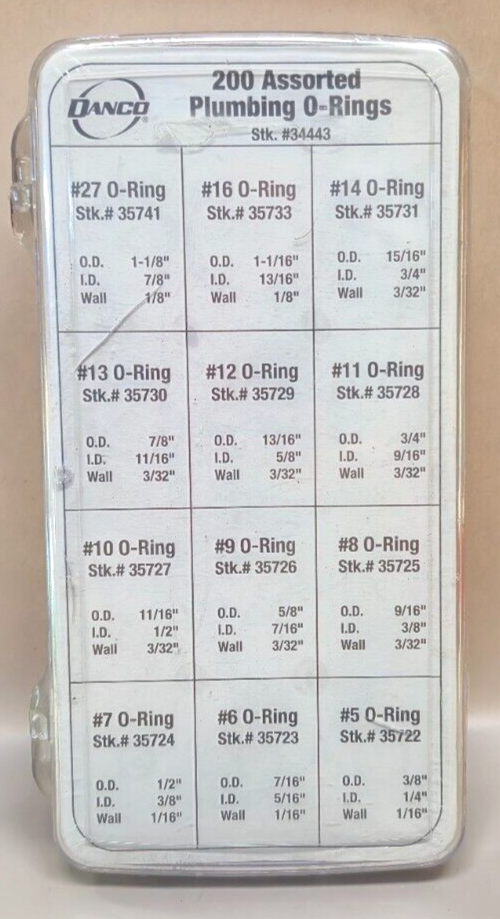 DANCO
200 Assorted
Plumbing O-Rings
Stk. #34443
#27 O-Ring
Stk.# 35741
O.D. 1-1/8"
I.D. 7/8"
Wall 1/8"
#16 O-Ring
Stk.# 35733
O.D. 1-1/16"
I.D. 13/16"
Wall 1/8"
#14 O-Ring
Stk.# 35731
O.D. 15/16"
I.D. 3/4"
Wall 3/32"
#13 O-Ring
Stk.# 35730
O.D. 7/8"
I.D. 11/16"
Wall 3/32"
#12 O-Ring
Stk.# 35729
O.D. 13/16"
I.D. 5/8"
Wall 3/32"
#11 O-Ring
Stk.# 35728
O.D. 3/4"
I.D. 9/16"
Wall 3/32"
#10 O-Ring
Stk.# 35727
O.D. 11/16"
I.D. 1/2"
Wall 3/32"
#9 O-Ring
Stk.# 35726
O.D. 5/8"
I.D. 7/16"
Wall 3/32"
#8 O-Ring
Stk.# 35725
O.D. 9/16"
I.D. 3/8"
Wall 3/32"
#7 O-Ring
Stk.# 35724
O.D. 1/2"
I.D. 3/8"
Wall 1/16"
#6 O-Ring
Stk.# 35723
O.D. 7/16"
I.D. 5/16"
Wall 1/16"
#5 O-Ring
Stk.# 35722
O.D. 3/8"
I.D. 1/4"
Wall 1/16"